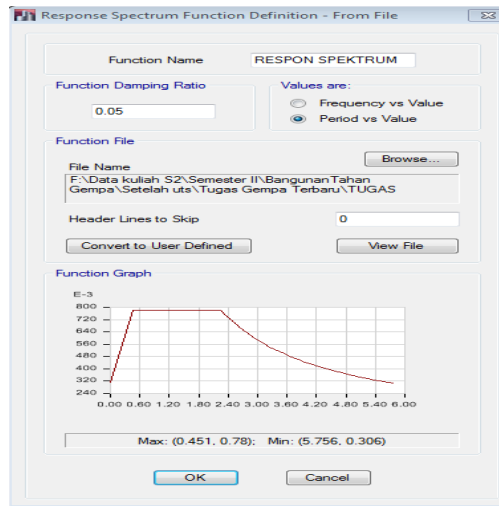 Response Spectrum Function Definition - From File
Function Name RESPON SPEKTRUM
Function Damping Ratio
0.05
Values are:
Frequency vs Value
Period vs Value
Function File
Browse...
File Name
F:\Data kuliah S2\Semester II\BangunanTahan
Gempa\Setelah uts\Tugas Gempa Terbaru\TUGAS
Header Lines to Skip 0
Convert to User Defined View File
Function Graph
E-3
800
720
640
560
480
400
320
240
0.00 0.60 1.20 1.80 2.40 3.00 3.60 4.20 4.80 5.40 6.00
Max: (0.451, 0.78); Min: (5.756, 0.306)
OK Cancel